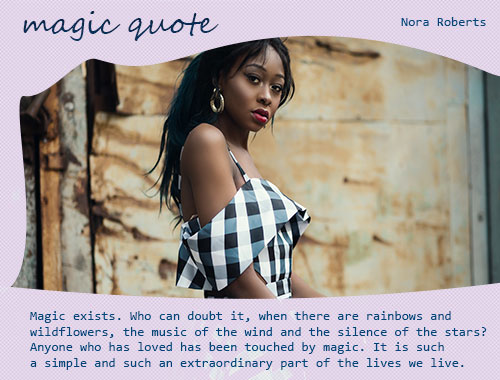 magic quote
Nora Roberts
Magic exists. Who can doubt it, when there are rainbows and
wildflowers, the music of the wind and the silence of the stars?
Anyone who has loved has been touched by magic. It is such
a simple and such an extraordinary part of the lives we live.